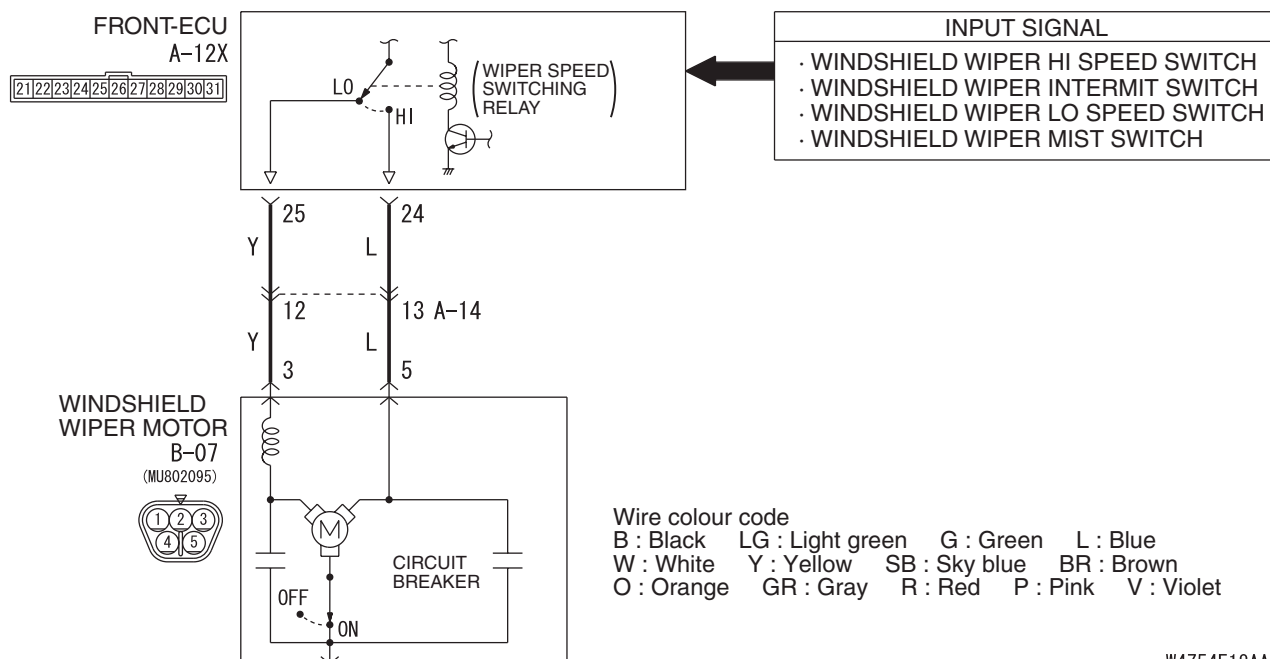 FRONT-ECU
A-12X
21 22 23 24 25 26 27 28 29 30 31
LO
HI
(WIPER SPEED
SWITCHING
RELAY)
INPUT SIGNAL
· WINDSHIELD WIPER HI SPEED SWITCH
· WINDSHIELD WIPER INTERMIT SWITCH
· WINDSHIELD WIPER LO SPEED SWITCH
· WINDSHIELD WIPER MIST SWITCH
25 24
Y L
12 13 A-14
Y L
3 5
WINDSHIELD
WIPER MOTOR
B-07
(MU802095)
1 2 3
4 5
M
CIRCUIT
BREAKER
OFF
ON
Wire colour code
B : Black LG : Light green G : Green L : Blue
W : White Y : Yellow SB : Sky blue BR : Brown
O : Orange GR : Gray R : Red P : Pink V : Violet